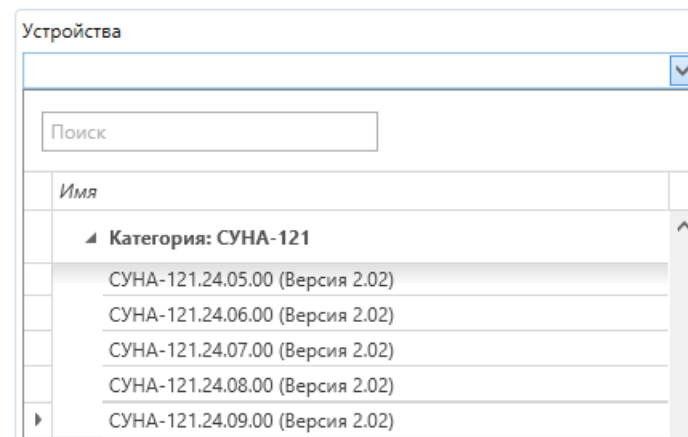 Устройства
Поиск
Имя
Категория: СУНА-121
СУНА-121.24.05.00 (Версия 2.02)
СУНА-121.24.06.00 (Версия 2.02)
СУНА-121.24.07.00 (Версия 2.02)
СУНА-121.24.08.00 (Версия 2.02)
СУНА-121.24.09.00 (Версия 2.02)